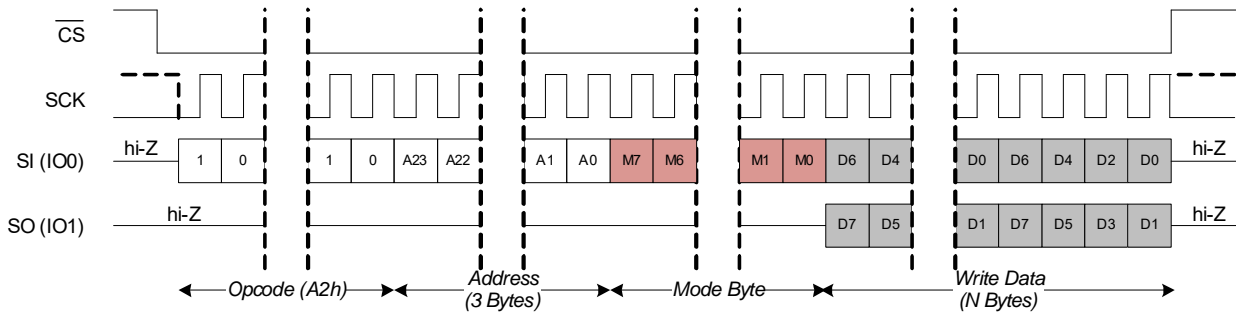 CS
SCK
SI (IO0) hi-Z 1 0 1 0 A23 A22 A1 A0 M7 M6 M1 M0 D6 D4 D0 D6 D4 D2 D0 hi-Z
SO (IO1) hi-Z D7 D5 D1 D7 D5 D3 D1 hi-Z
Opcode (A2h) Address (3 Bytes) Mode Byte Write Data (N Bytes)